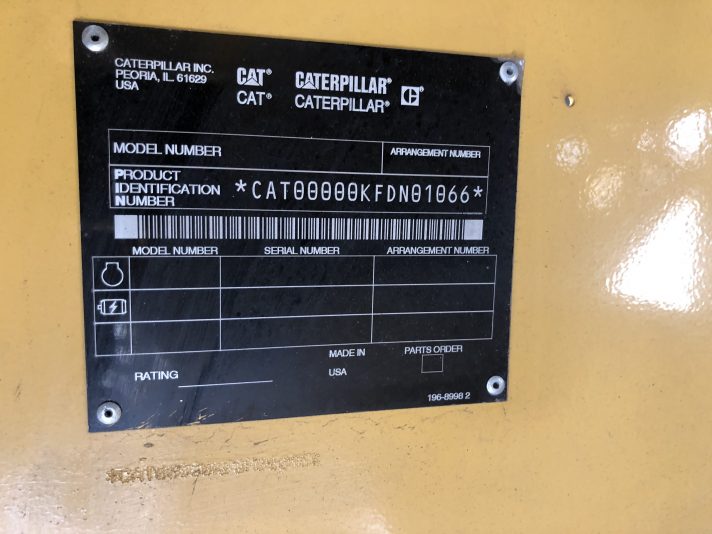 CATERPILLAR INC.
PEORIA, IL. 61629
USA
CAT® CATERPILLAR®
CAT® CATERPILLAR® C®
MODEL NUMBER ARRANGEMENT NUMBER
PRODUCT
IDENTIFICATION
NUMBER
*CAT00000KFDN01066*
MODEL NUMBER SERIAL NUMBER ARRANGEMENT NUMBER
RATING
MADE IN
USA
PARTS ORDER
196-8998 2